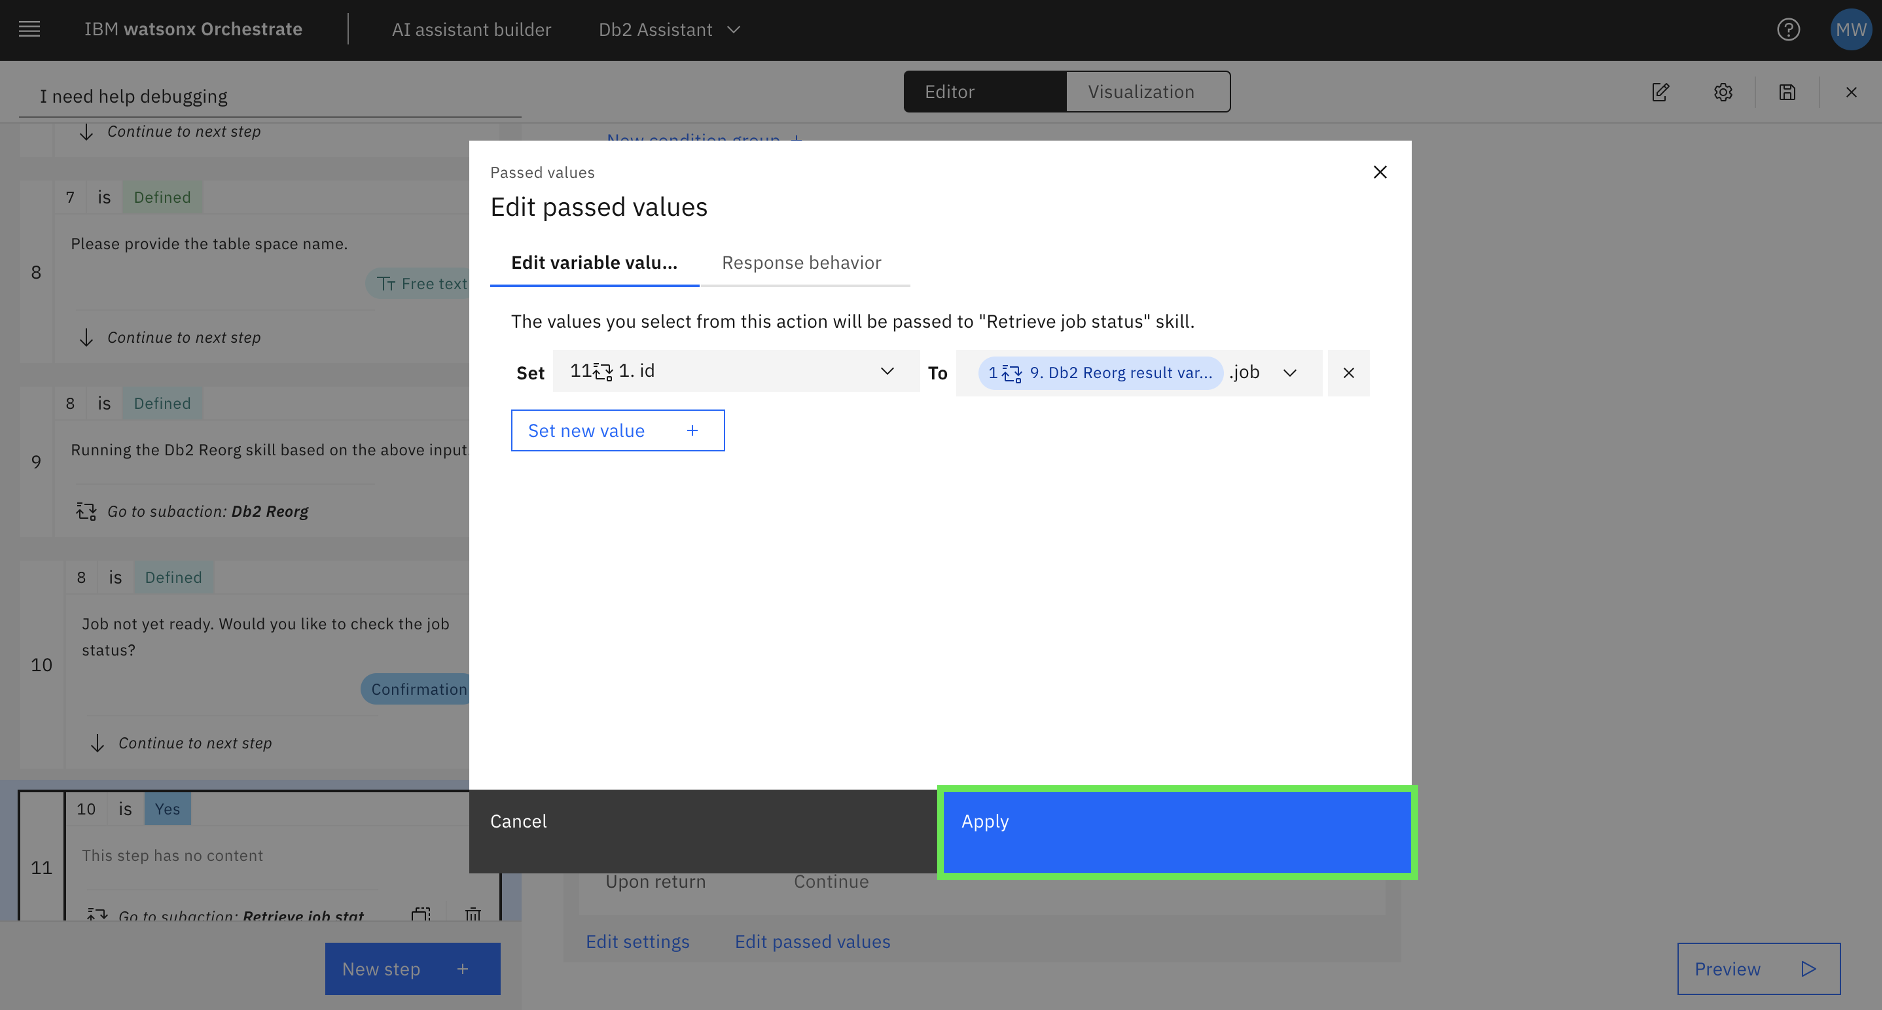 IBM watsonx Orchestrate
AI assistant builder
Db2 Assistant
MW
I need help debugging
Editor
Visualization
Continue to next step
New condition group +
7 is Defined
Please provide the table space name.
8
Free text
Continue to next step
8 is Defined
Running the Db2 Reorg skill based on the above input.
9
Go to subaction: Db2 Reorg
8 is Defined
Job not yet ready. Would you like to check the job
status?
10
Confirmation
Continue to next step
10 is Yes
This step has no content
11
Go to subaction: Retrieve job stat
New step +
Passed values
Edit passed values
Edit variable valu...
Response behavior
The values you select from this action will be passed to "Retrieve job status" skill.
Set 11 1. id To 1 9. Db2 Reorg result var... .job
Set new value +
Cancel
Apply
Upon return
Continue
Edit settings
Edit passed values
Preview